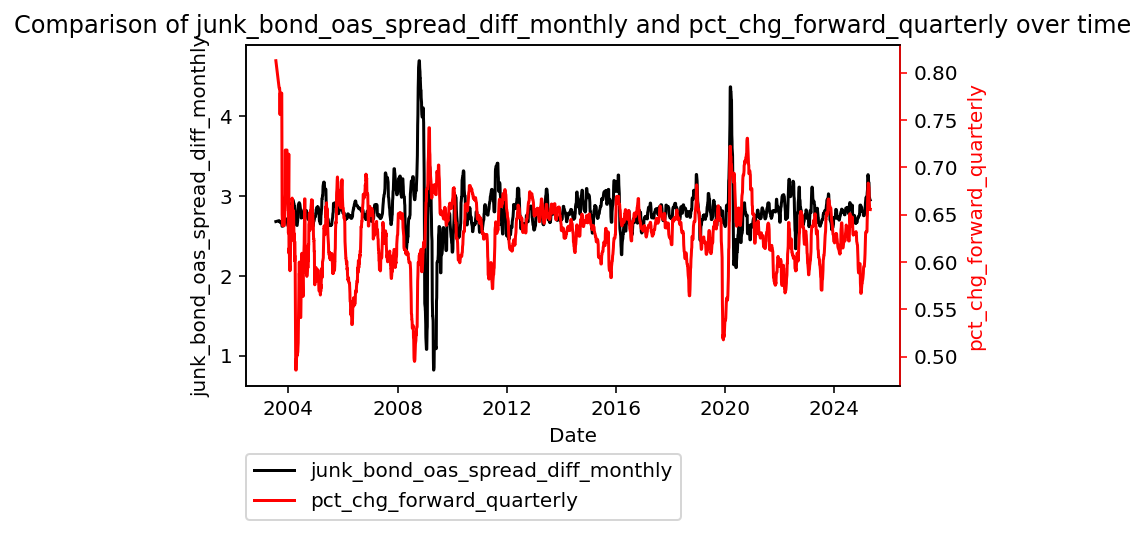 Comparison of junk_bond_oas_spread_diff_monthly and pct_chg_forward_quarterly over time
junk_bond_oas_spread_diff_monthly
4
3
2
1
0.80
0.75
0.70
0.65
0.60
0.55
0.50
pct_chg_forward_quarterly
2004 2008 2012 2016 2020 2024
Date
junk_bond_oas_spread_diff_monthly
pct_chg_forward_quarterly